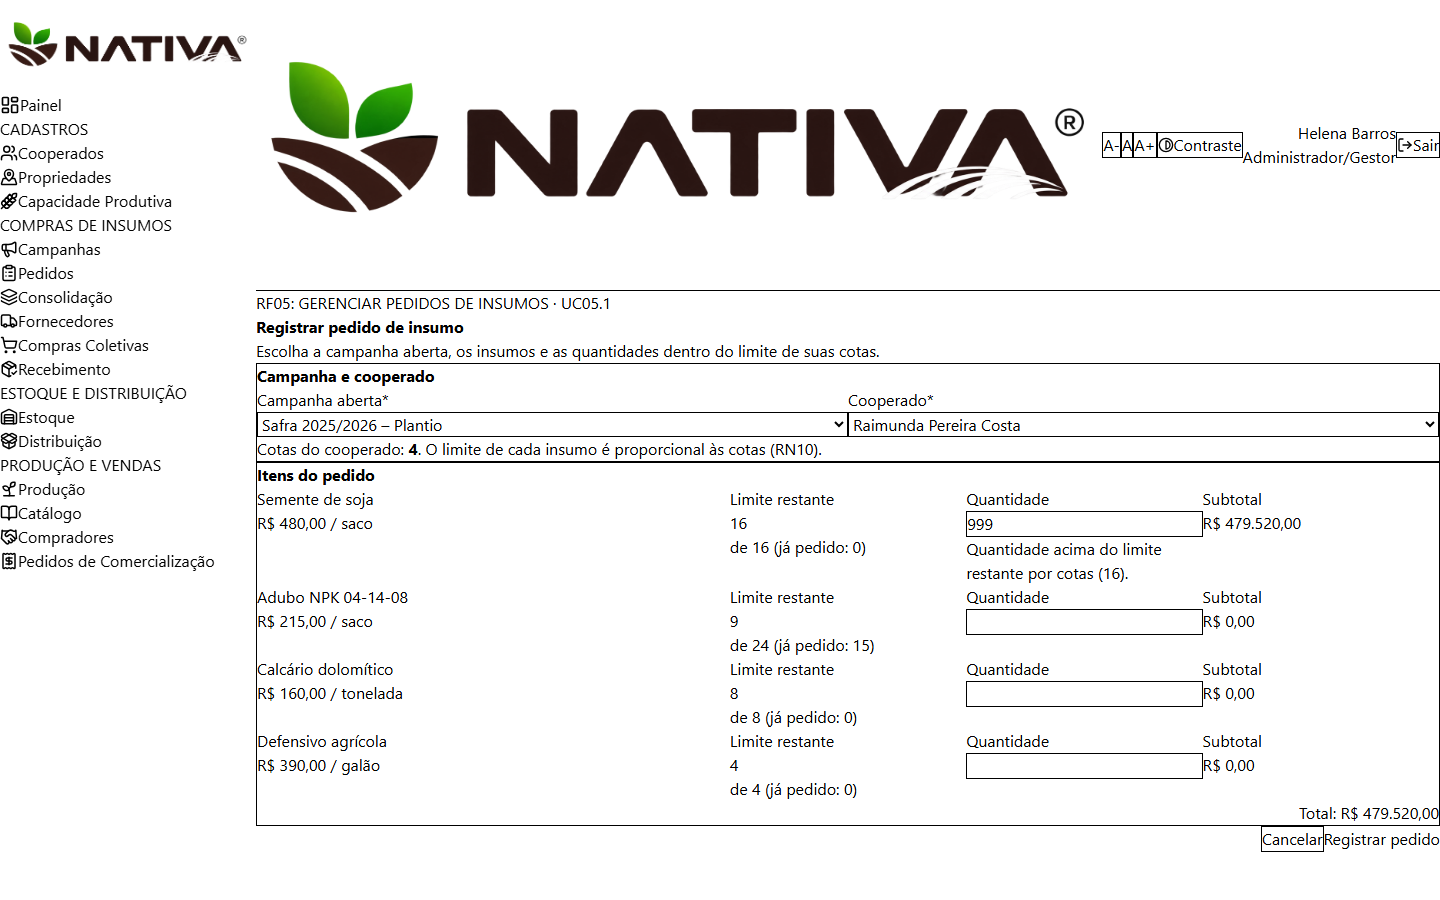 NATIVA®
Painel
CADASTROS
Cooperados
Propriedades
Capacidade Produtiva
COMPRAS DE INSUMOS
Campanhas
Pedidos
Consolidação
Fornecedores
Compras Coletivas
Recebimento
ESTOQUE E DISTRIBUIÇÃO
Estoque
Distribuição
PRODUÇÃO E VENDAS
Produção
Catálogo
Compradores
Pedidos de Comercialização
NATIVA®
A- A A+ Contraste
Helena Barros
Administrador/Gestor
Sair
RF05: GERENCIAR PEDIDOS DE INSUMOS · UC05.1
Registrar pedido de insumo
Escolha a campanha aberta, os insumos e as quantidades dentro do limite de suas cotas.
Campanha e cooperado
Campanha aberta* Cooperado*
Safra 2025/2026 – Plantio Raimunda Pereira Costa
Cotas do cooperado: 4. O limite de cada insumo é proporcional às cotas (RN10).
Itens do pedido
Semente de soja Limite restante Quantidade Subtotal
R$ 480,00 / saco 16 999 R$ 479.520,00
de 16 (já pedido: 0) Quantidade acima do limite
restante por cotas (16).
Adubo NPK 04-14-08 Limite restante Quantidade Subtotal
R$ 215,00 / saco 9 R$ 0,00
de 24 (já pedido: 15)
Calcário dolomítico Limite restante Quantidade Subtotal
R$ 160,00 / tonelada 8 R$ 0,00
de 8 (já pedido: 0)
Defensivo agrícola Limite restante Quantidade Subtotal
R$ 390,00 / galão 4 R$ 0,00
de 4 (já pedido: 0)
Total: R$ 479.520,00
Cancelar Registrar pedido